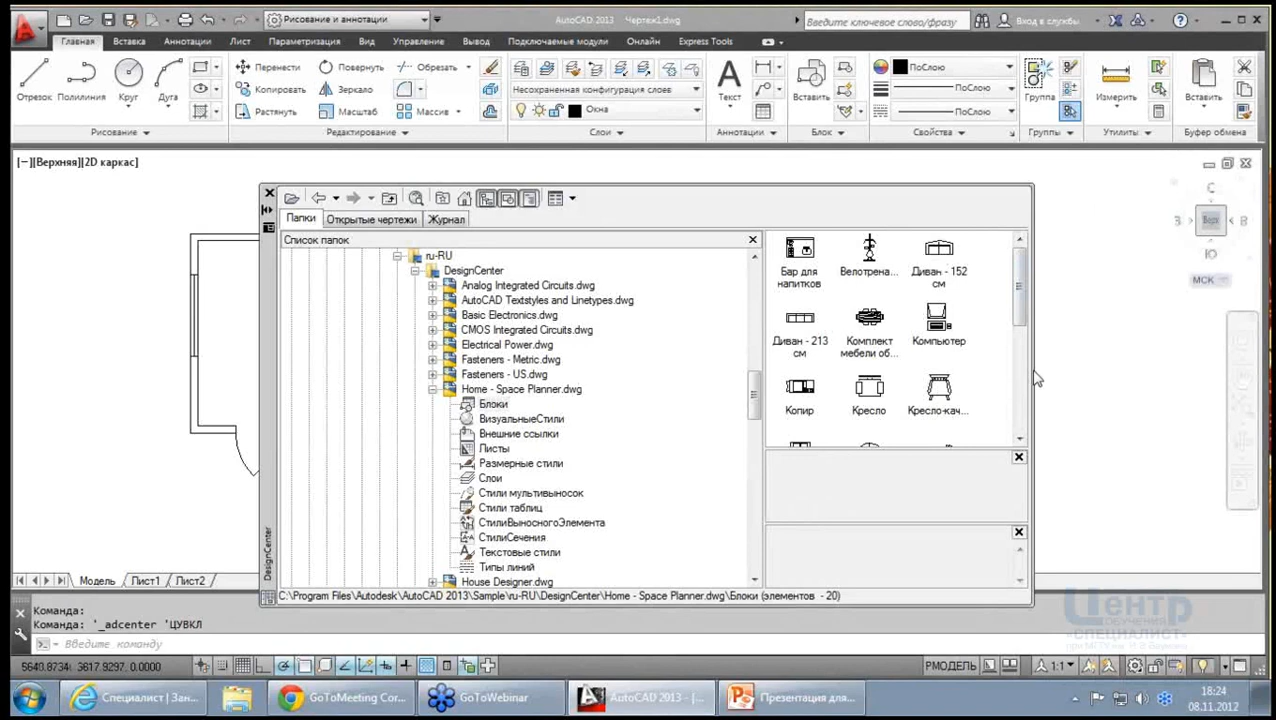 Рисование и аннотации
AutoCAD 2013 Чертеж1.dwg
Введите ключевое слово/фразу
Вход в службы
Главная Вставка Аннотации Лист Параметризация Вид Управление Вывод Подключаемые модули Онлайн Express Tools
Отрезок Полилиния Круг Дуга
Перенести Повернуть Обрезать
Копировать Зеркало
Растянуть Масштаб Массив
Несохраненная конфигурация слоев
Окна
Текст
Вставить
ПоСлою
ПоСлою
ПоСлою
Группа
Измерить
Вставить
Рисование Редактирование Слои Аннотации Блок Свойства Группы Утилиты Буфер обмена
[−][Верхняя][2D каркас]
С
З Верх В
Ю
МСК
Папки Открытые чертежи Журнал
Список папок
ru-RU
DesignCenter
Analog Integrated Circuits.dwg
AutoCAD Textstyles and Linetypes.dwg
Basic Electronics.dwg
CMOS Integrated Circuits.dwg
Electrical Power.dwg
Fasteners - Metric.dwg
Fasteners - US.dwg
Home - Space Planner.dwg
Блоки
ВизуальныеСтили
Внешние ссылки
Листы
Размерные стили
Слои
Стили мультивыносок
Стили таблиц
СтилиВыносногоЭлемента
СтилиСечения
Текстовые стили
Типы линий
House Designer.dwg
Бар для напитков
Велотрена...
Диван - 152 см
Диван - 213 см
Комплект мебели об...
Компьютер
Копир
Кресло
Кресло-кач...
DesignCenter
C:\Program Files\Autodesk\AutoCAD 2013\Sample\ru-RU\DesignCenter\Home - Space Planner.dwg\Блоки (элементов - 20)
Модель Лист1 Лист2
Команда:
Команда: '_adcenter 'ЦУВКЛ
Введите команду
Центр
ОБУЧЕНИЯ
«СПЕЦИАЛИСТ»
5649.8734, 3617.9297, 0.0000
РМОДЕЛЬ
1:1
Специалист | Зан...
GoToMeeting Cor...
GoToWebinar
AutoCAD 2013 - [...
Презентация для...
18:24
08.11.2012